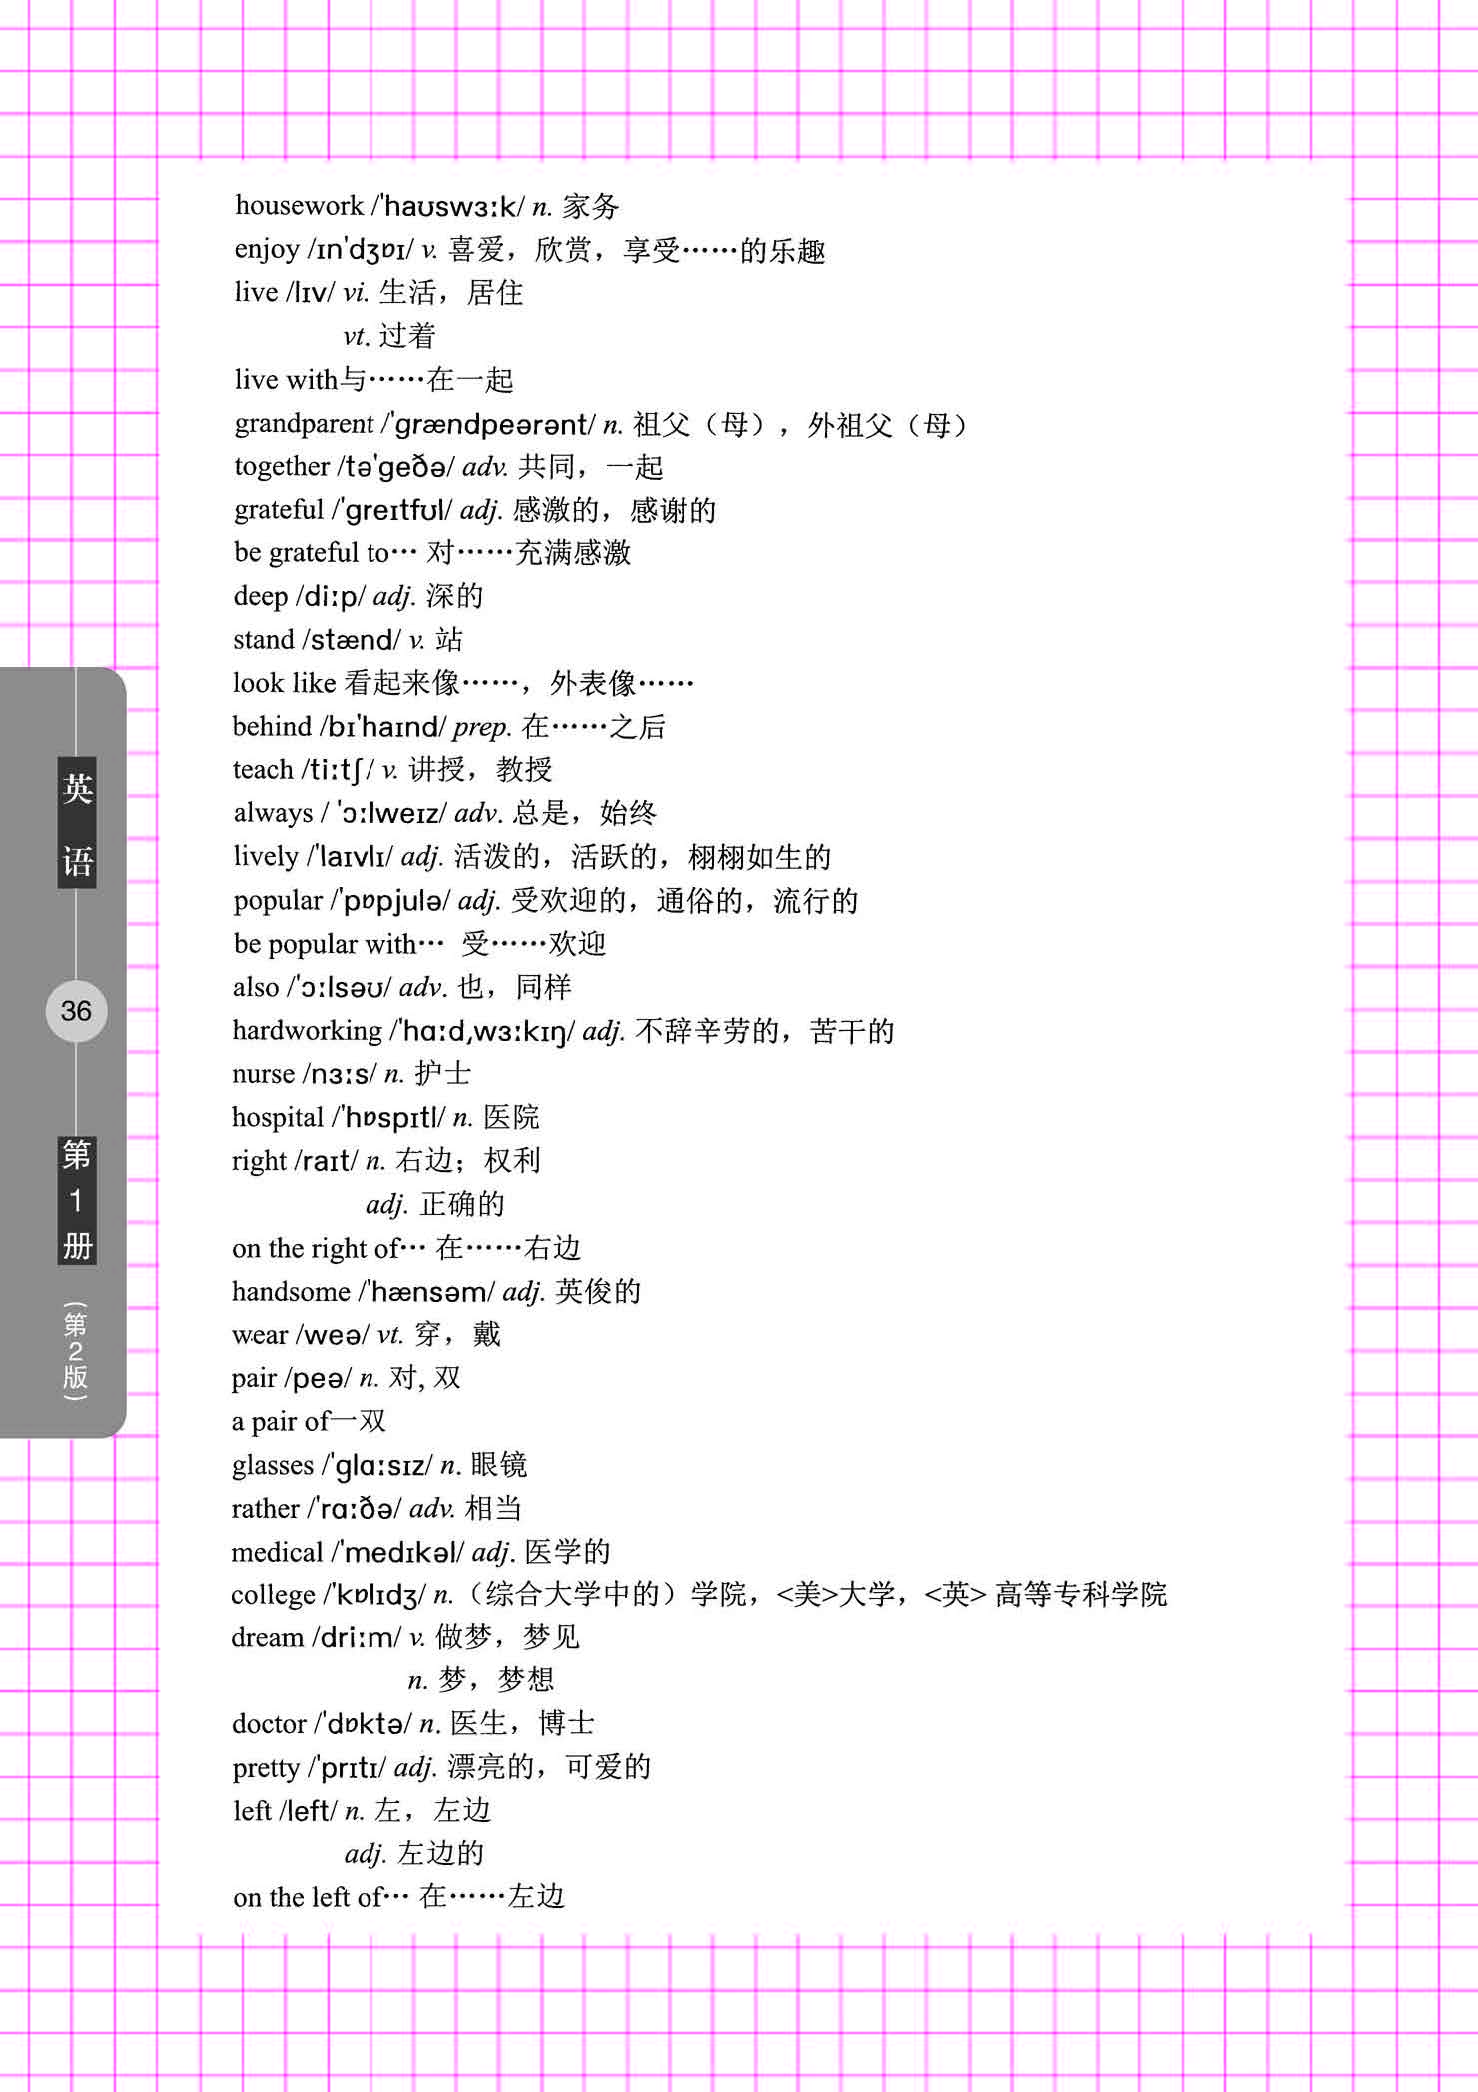 housework /ˈhaʊswɜːk/ n. 家务
enjoy /ɪnˈdʒɒɪ/ v. 喜爱，欣赏，享受……的乐趣
live /lɪv/ vi. 生活，居住
vt. 过着
live with与……在一起
grandparent /ˈgrændpeərənt/ n. 祖父（母），外祖父（母）
together /təˈgeðə/ adv. 共同，一起
grateful /ˈgreɪtfʊl/ adj. 感激的，感谢的
be grateful to… 对……充满感激
deep /diːp/ adj. 深的
stand /stænd/ v. 站
look like 看起来像……，外表像……
behind /bɪˈhaɪnd/ prep. 在……之后
teach /tiːtʃ/ v. 讲授，教授
always / ˈɔːlweɪz/ adv. 总是，始终
lively /ˈlaɪvlɪ/ adj. 活泼的，活跃的，栩栩如生的
popular /ˈpɒpjulə/ adj. 受欢迎的，通俗的，流行的
be popular with… 受……欢迎
also /ˈɔːlsəʊ/ adv. 也，同样
hardworking /ˈhɑːd,wɜːkɪŋ/ adj. 不辞辛劳的，苦干的
nurse /nɜːs/ n. 护士
hospital /ˈhɒspɪtl/ n. 医院
right /raɪt/ n. 右边；权利
adj. 正确的
on the right of… 在……右边
handsome /ˈhænsəm/ adj. 英俊的
wear /weə/ vt. 穿，戴
pair /peə/ n. 对, 双
a pair of一双
glasses /ˈglɑːsɪz/ n. 眼镜
rather /ˈrɑːðə/ adv. 相当
medical /ˈmedɪkəl/ adj. 医学的
college /ˈkɒlɪdʒ/ n.（综合大学中的）学院，<美>大学，<英> 高等专科学院
dream /driːm/ v. 做梦，梦见
n. 梦，梦想
doctor /ˈdɒktə/ n. 医生，博士
pretty /ˈprɪtɪ/ adj. 漂亮的，可爱的
left /left/ n. 左，左边
adj. 左边的
on the left of… 在……左边
英语
36
第1册
（第2版）